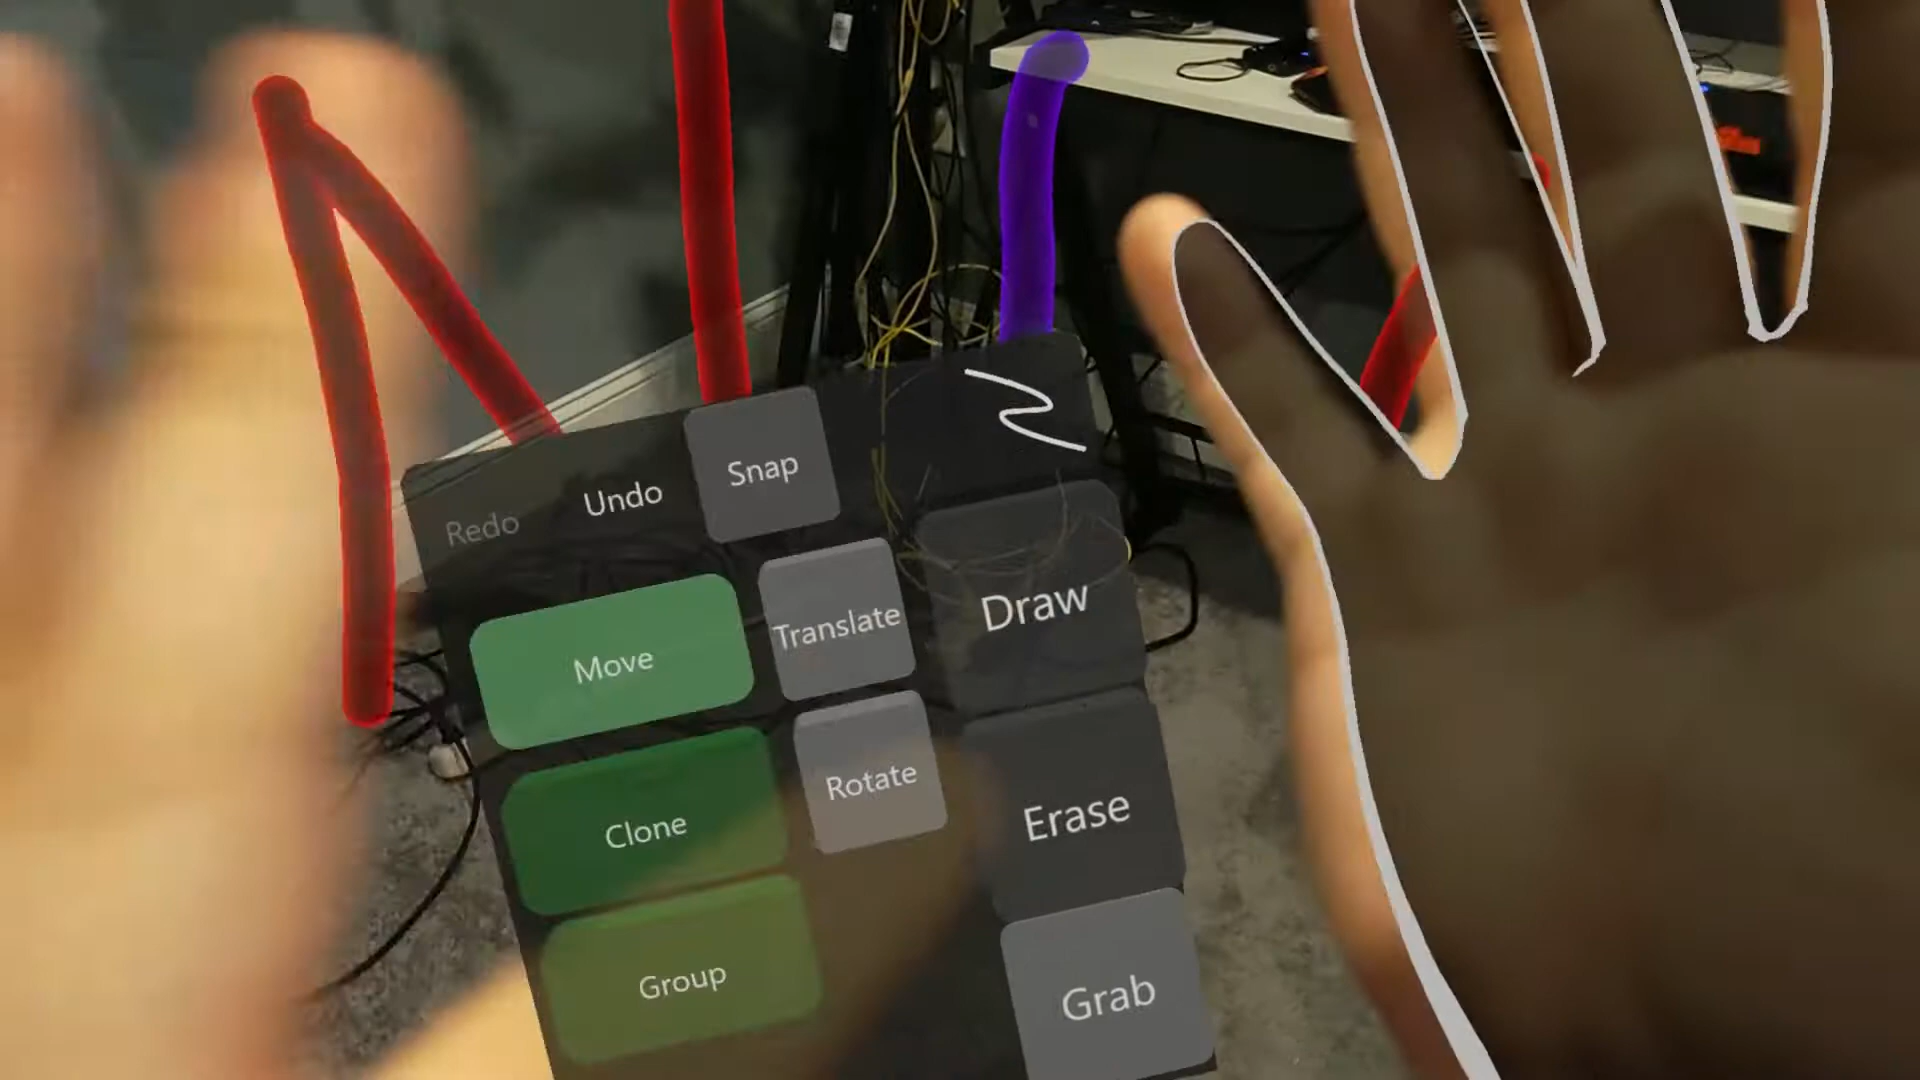 Redo
Undo
Snap
Move
Translate
Draw
Clone
Rotate
Erase
Group
Grab